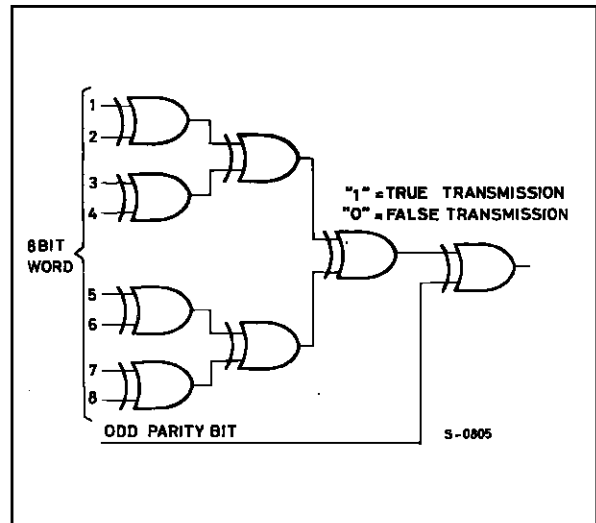 1
2
3
4
"1" = TRUE TRANSMISSION
"0" = FALSE TRANSMISSION
8BIT
WORD
5
6
7
8
ODD PARITY BIT
S-0805